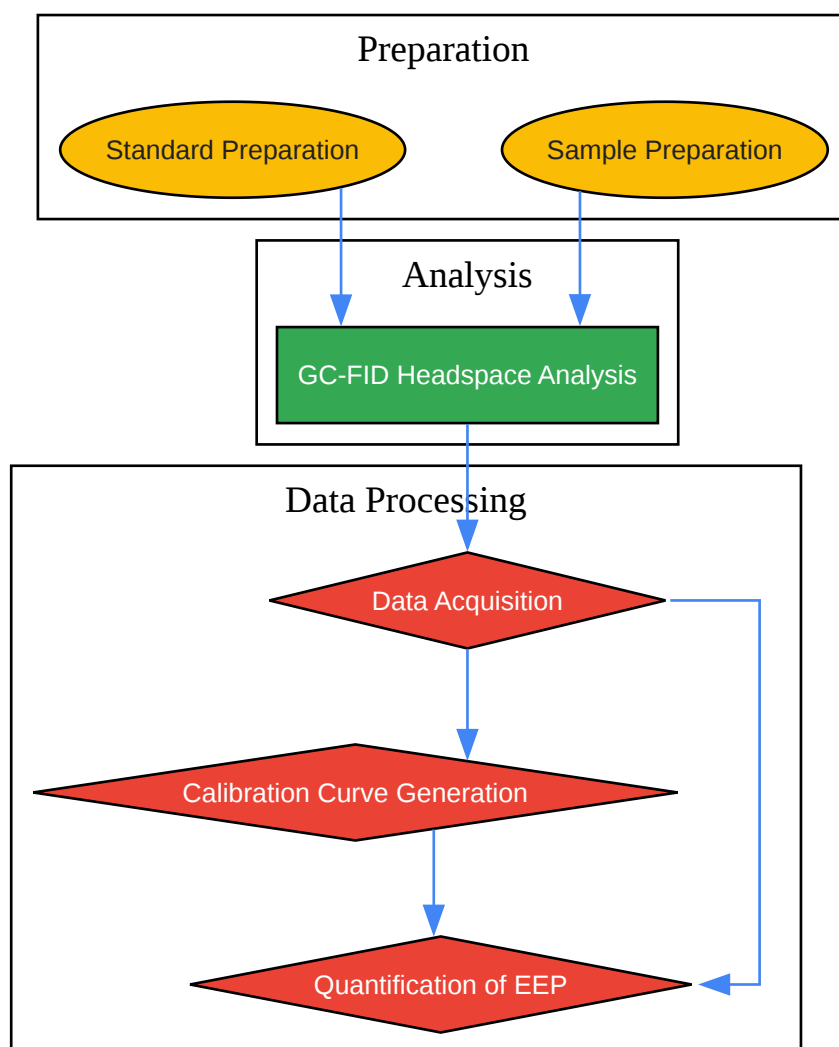 Preparation
Standard Preparation
Sample Preparation
Analysis
GC-FID Headspace Analysis
Data Processing
Data Acquisition
Calibration Curve Generation
Quantification of EEP